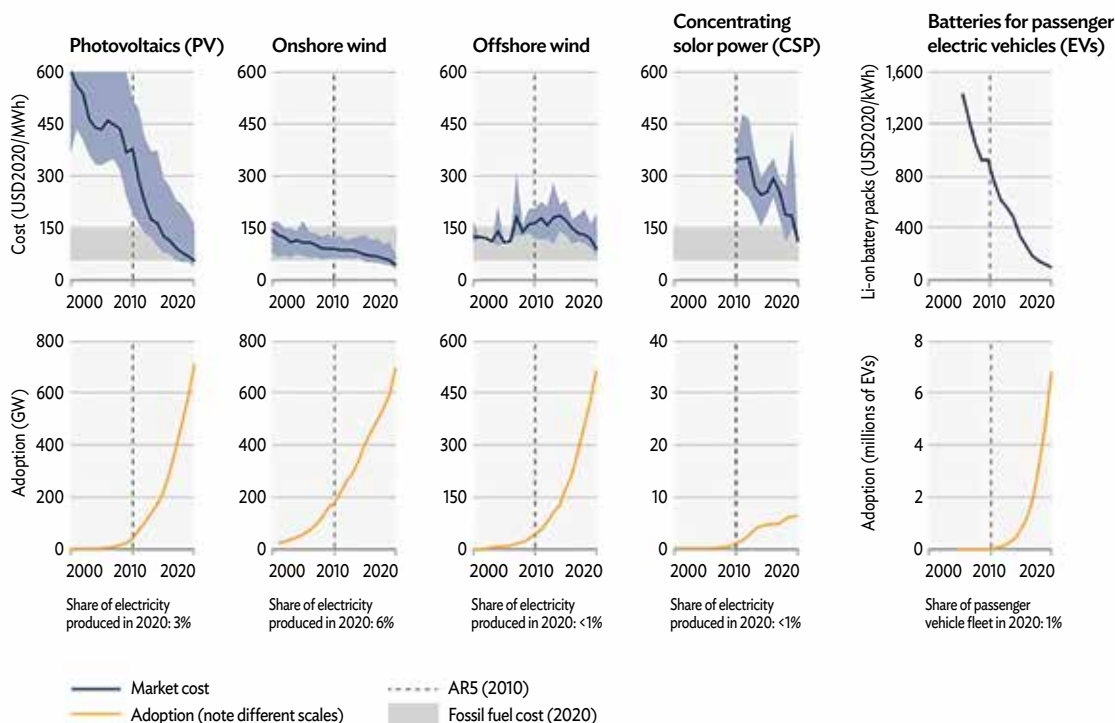 Photovoltaics (PV)
Onshore wind
Offshore wind
Concentrating
solor power (CSP)
Batteries for passenger
electric vehicles (EVs)
Cost (USD2020/MWh)
600
450
300
150
0
2000 2010 2020
600
450
300
150
0
2000 2010 2020
600
450
300
150
0
2000 2010 2020
600
450
300
150
0
2000 2010 2020
Li-on battery packs (USD2020/kWh)
1,600
1,200
800
400
0
2000 2010 2020
Adoption (GW)
800
600
400
200
0
2000 2010 2020
800
600
400
200
0
2000 2010 2020
600
450
300
150
0
2000 2010 2020
40
30
20
10
0
2000 2010 2020
Adoption (millions of EVs)
8
6
4
2
0
2000 2010 2020
Share of electricity
produced in 2020: 3%
Share of electricity
produced in 2020: 6%
Share of electricity
produced in 2020: <1%
Share of electricity
produced in 2020: <1%
Share of passenger
vehicle fleet in 2020: 1%
Market cost
AR5 (2010)
Adoption (note different scales)
Fossil fuel cost (2020)